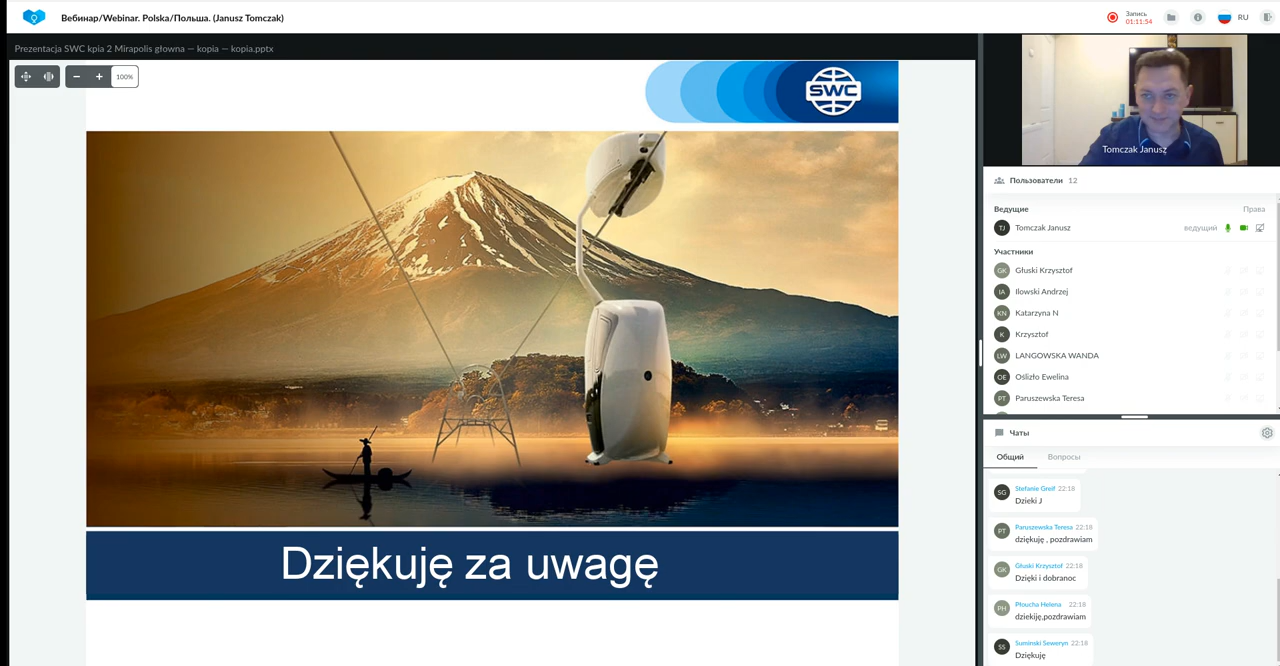 Вебинар/Webinar. Polska/Польша. (Janusz Tomczak)
Запись
01:11:54
RU
Prezentacja SWC kpia 2 Mirapolis głowna — kopia — kopia.pptx
100%
SWC
Tomczak Janusz
Пользователи 12
Ведущие Права
TJ Tomczak Janusz ведущий
Участники
GK Głuski Krzysztof
IA Ilowski Andrzej
KN Katarzyna N
K Krzysztof
LW LANGOWSKA WANDA
OE Oślizło Ewelina
PT Paruszewska Teresa
Чаты
Общий Вопросы
SG Stefanie Greif 22:18
Dzieki J
PT Paruszewska Teresa 22:18
dziękuję , pozdrawiam
GK Głuski Krzysztof 22:18
Dzięki i dobranoc
PH Płoucha Helena 22:18
dziekiję,pozdrawiam
SS Suminski Seweryn 22:18
Dziękuję
Dziękuję za uwagę